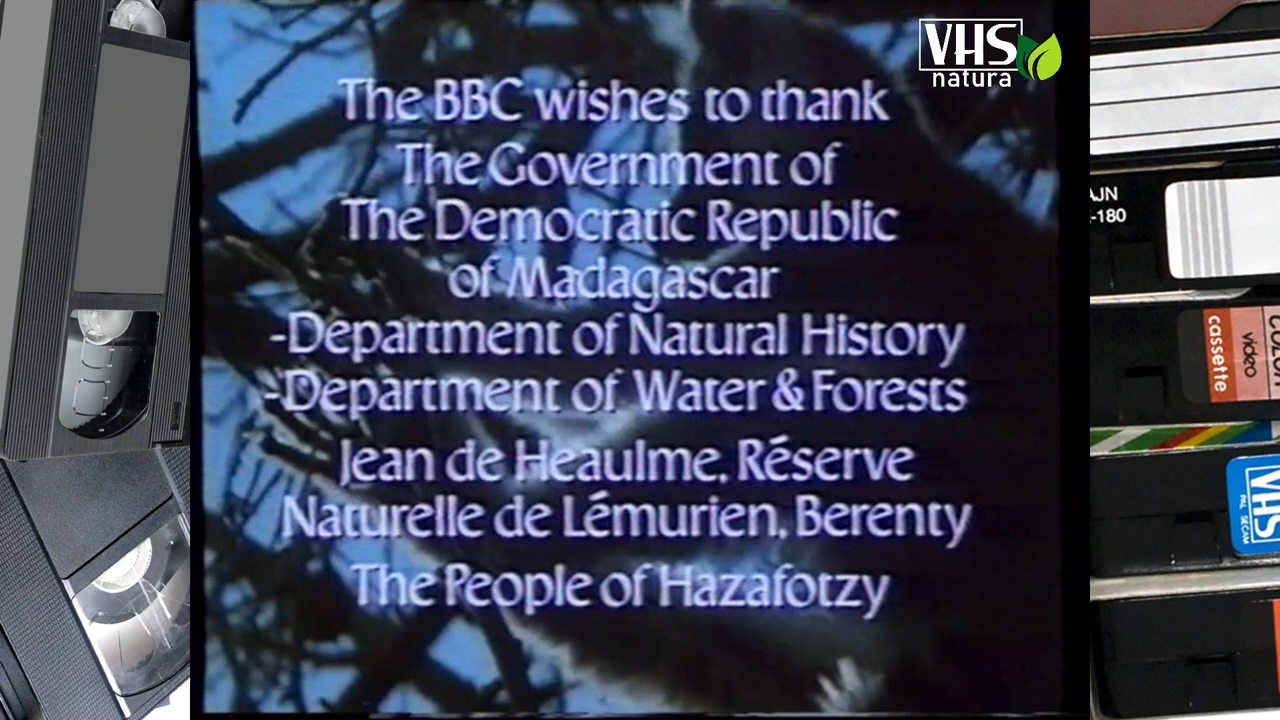 VHS
natura
The BBC wishes to thank
The Government of
The Democratic Republic
of Madagascar
-Department of Natural History
-Department of Water & Forests
Jean de Heaulme, Réserve
Naturelle de Lémurien, Berenty
The People of Hazafotzy
AJN
-180
cassette
video
VHS
PAL SECAM